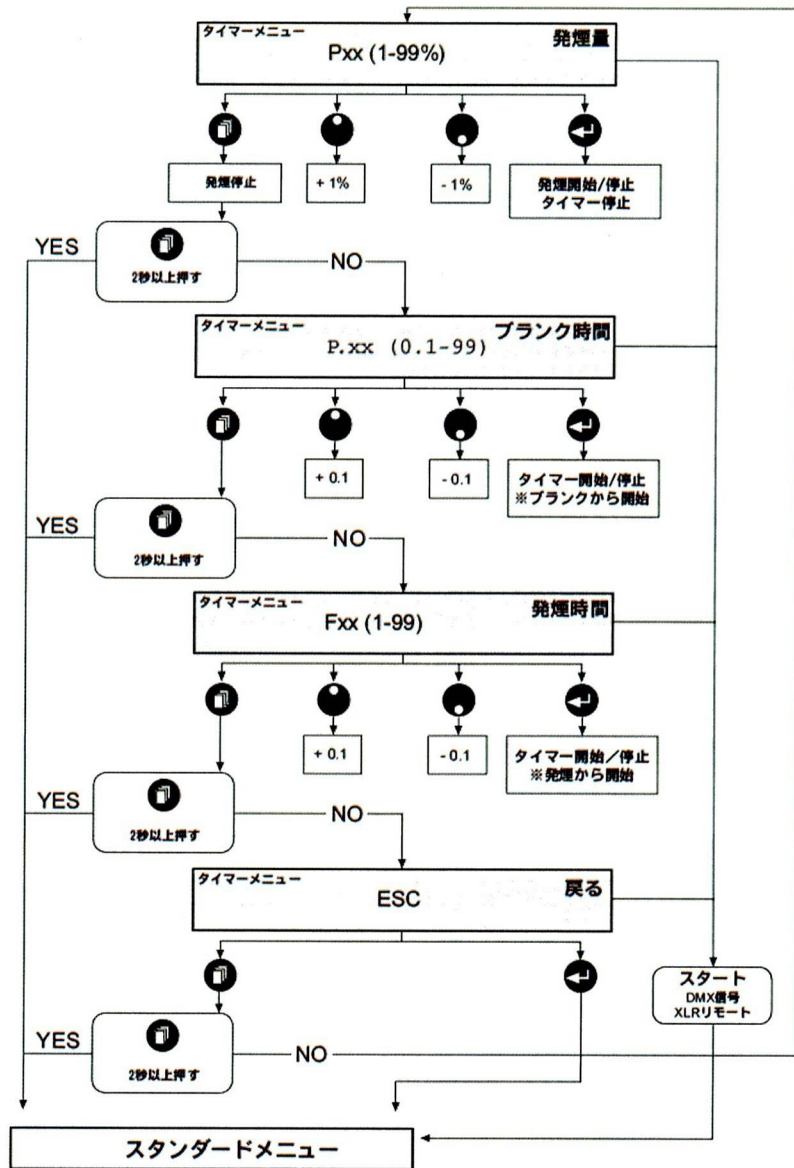 タイマーメニュー
発煙量
Pxx (1-99%)
発煙停止
+ 1%
- 1%
発煙開始/停止
タイマー停止
YES
2秒以上押す
NO
タイマーメニュー
ブランク時間
P.xx (0.1-99)
+ 0.1
- 0.1
タイマー開始/停止
※ブランクから開始
YES
2秒以上押す
NO
タイマーメニュー
発煙時間
Fxx (1-99)
+ 0.1
- 0.1
タイマー開始／停止
※発煙から開始
YES
2秒以上押す
NO
タイマーメニュー
戻る
ESC
スタート
DMX信号
XLRリモート
YES
2秒以上押す
NO
スタンダードメニュー